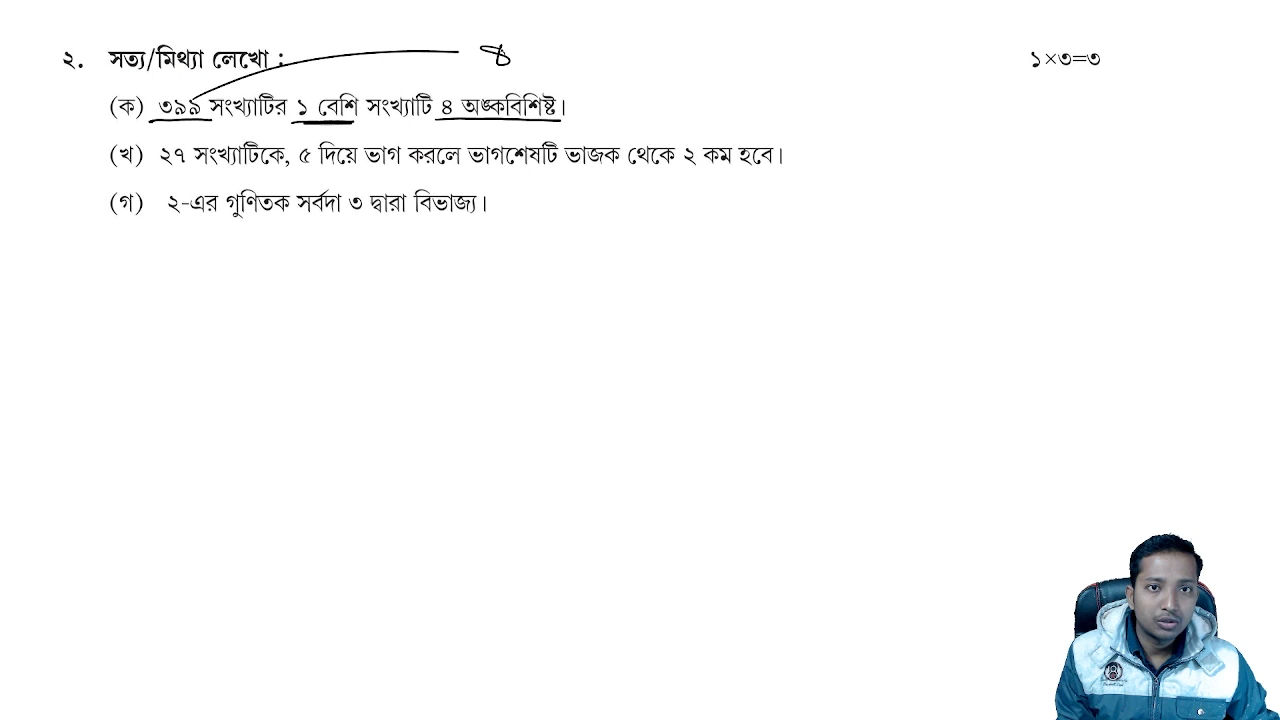 ২. সত্য/মিথ্যা লেখো : ১×৩=৩
(ক) ৩৯৯ সংখ্যাটির ১ বেশি সংখ্যাটি ৪ অঙ্কবিশিষ্ট।
(খ) ২৭ সংখ্যাটিকে, ৫ দিয়ে ভাগ করলে ভাগশেষটি ভাজক থেকে ২ কম হবে।
(গ) ২-এর গুণিতক সর্বদা ৩ দ্বারা বিভাজ্য।